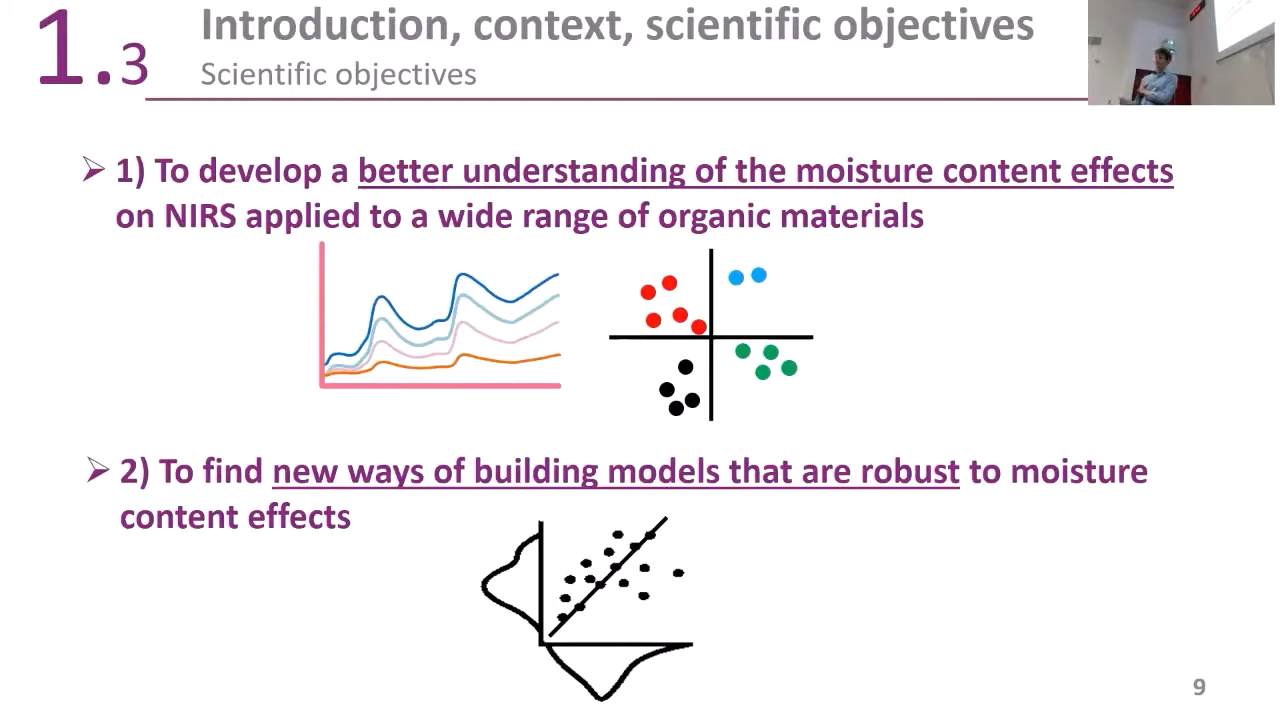 1.3
Introduction, context, scientific objectives
Scientific objectives
1) To develop a better understanding of the moisture content effects
on NIRS applied to a wide range of organic materials
2) To find new ways of building models that are robust to moisture
content effects
9